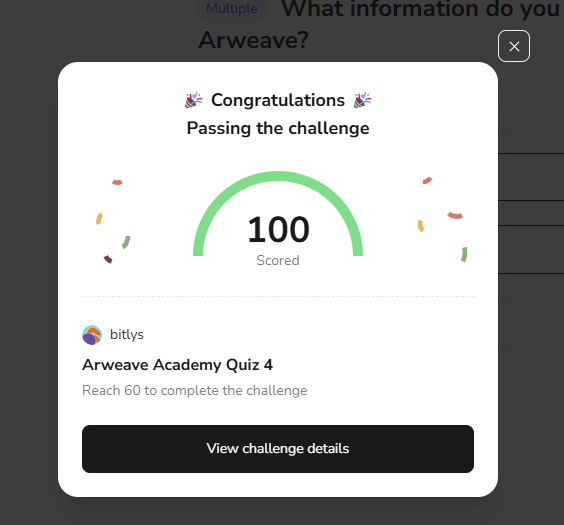 Multiple What information do you
Arweave?
Congratulations
Passing the challenge
100
Scored
bitlys
Arweave Academy Quiz 4
Reach 60 to complete the challenge
View challenge details